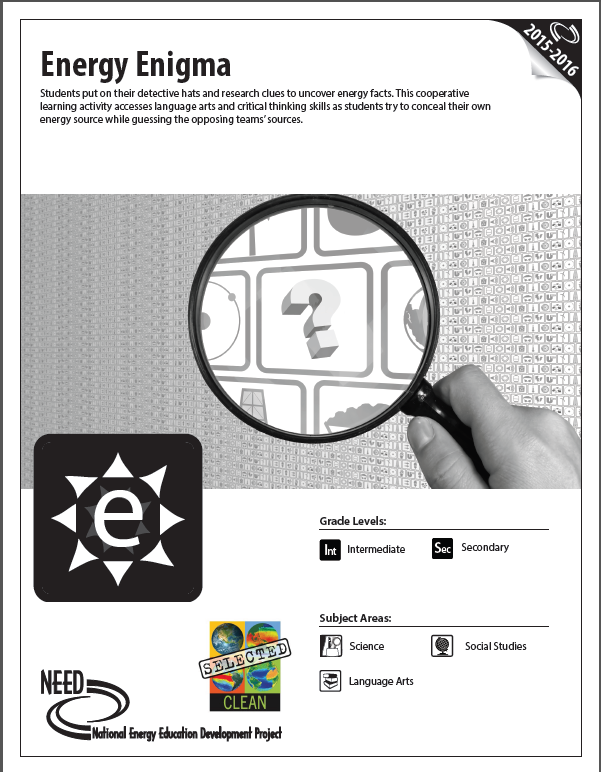 2015-2016
Energy Enigma
Students put on their detective hats and research clues to uncover energy facts. This cooperative
learning activity accesses language arts and critical thinking skills as students try to conceal their own
energy source while guessing the opposing teams' sources.
?
e
Grade Levels:
Int Intermediate
Sec Secondary
Subject Areas:
Science
Social Studies
Language Arts
SELECTED
CLEAN
NEED
National Energy Education Development Project